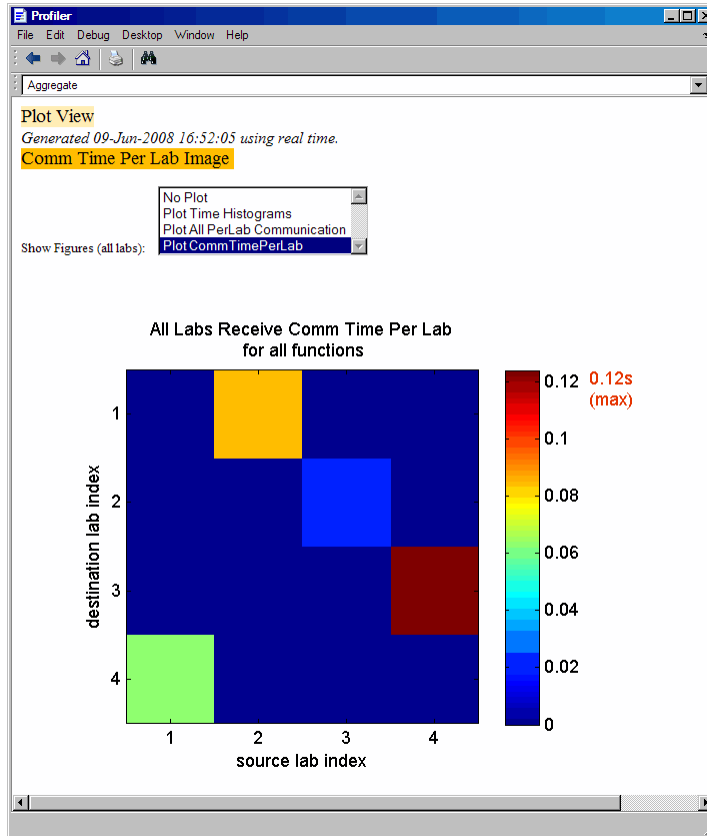 Profiler
File Edit Debug Desktop Window Help
Aggregate
Plot View
Generated 09-Jun-2008 16:52:05 using real time.
Comm Time Per Lab Image
No Plot
Plot Time Histograms
Plot All PerLab Communication
Show Figures (all labs): Plot CommTimePerLab
All Labs Receive Comm Time Per Lab
for all functions
0.12 0.12s
(max)
1
0.1
0.08
2
destination lab index
0.06
3
0.04
4
0.02
0
1 2 3 4
source lab index